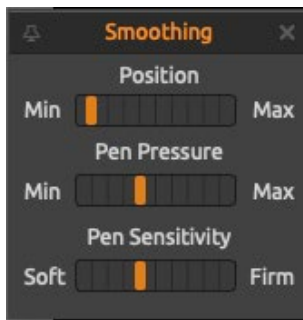 Smoothing
Position
Min Max
Pen Pressure
Min Max
Pen Sensitivity
Soft Firm